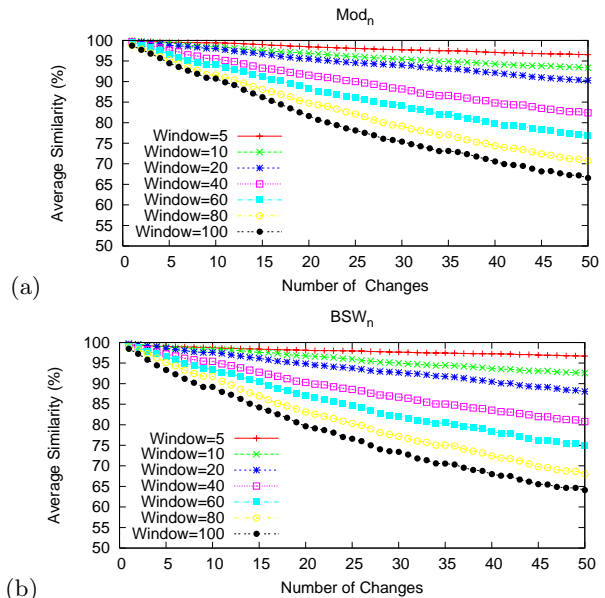 Mod_n
100
95
90
85
80
75
70
65
60
55
50
Average Similarity (%)
Window=5
Window=10
Window=20
Window=40
Window=60
Window=80
Window=100
0 5 10 15 20 25 30 35 40 45 50
Number of Changes
(a)
BSW_n
100
95
90
85
80
75
70
65
60
55
50
Average Similarity (%)
Window=5
Window=10
Window=20
Window=40
Window=60
Window=80
Window=100
0 5 10 15 20 25 30 35 40 45 50
Number of Changes
(b)